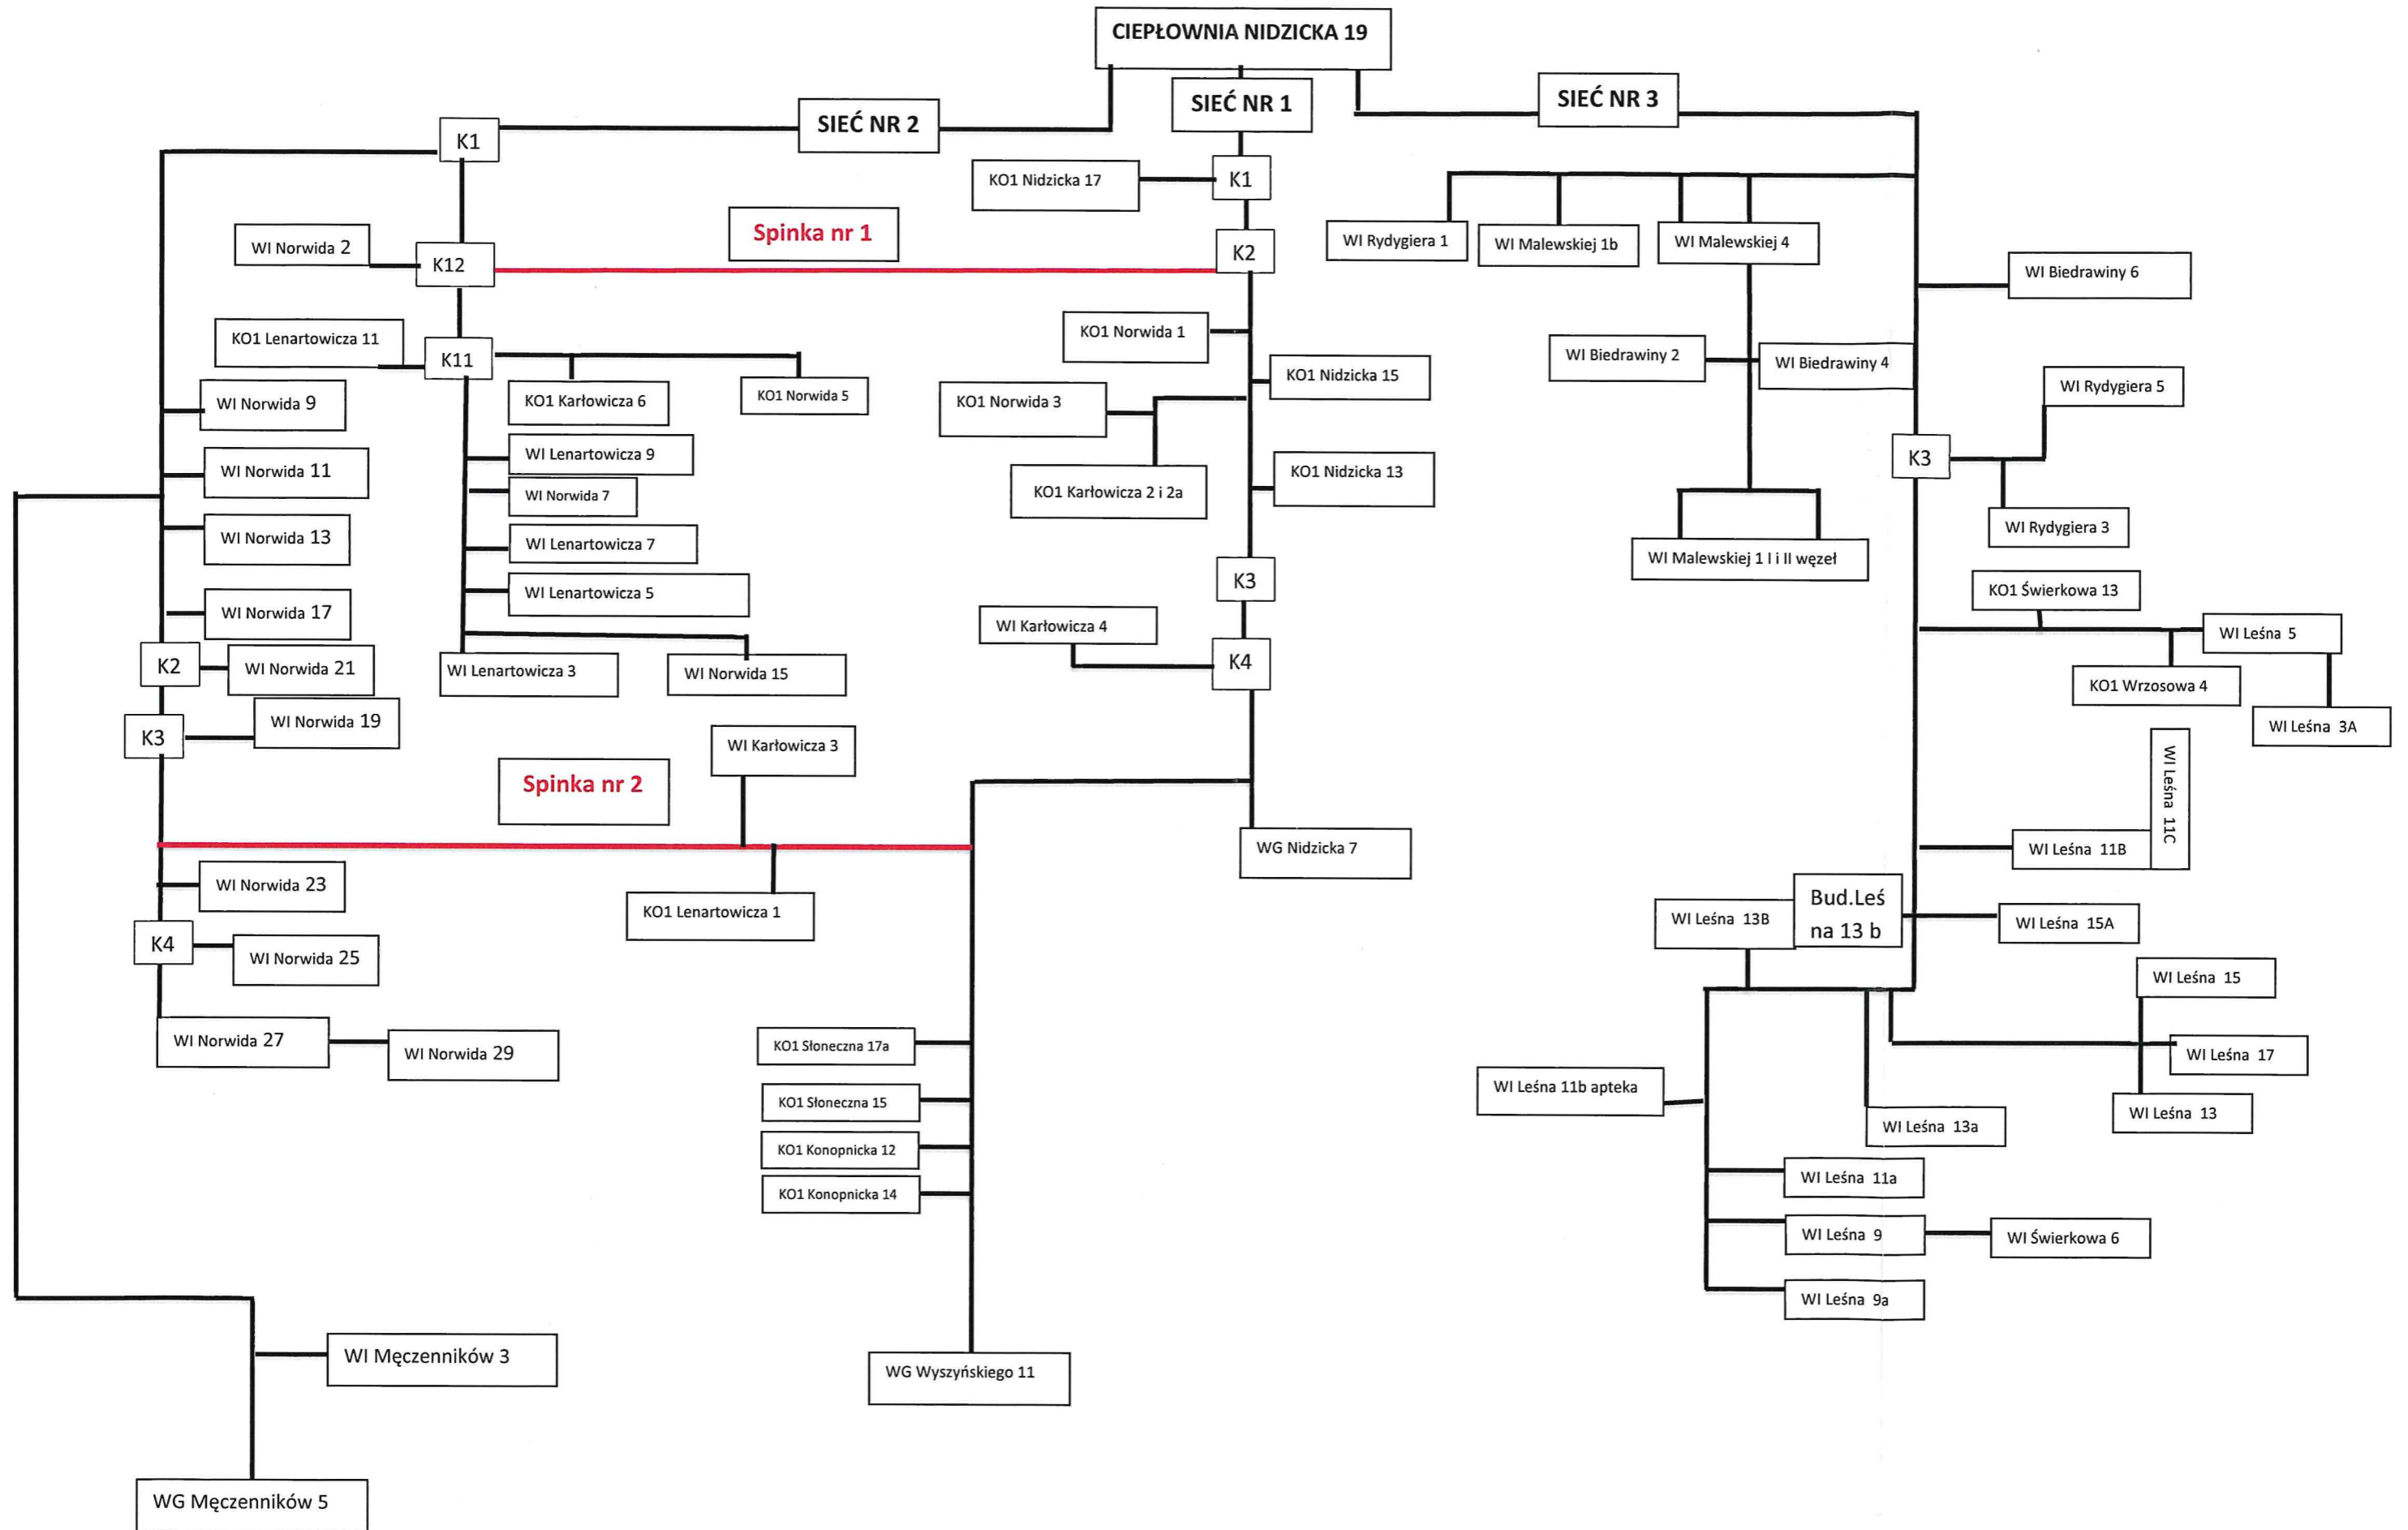 CIEPŁOWNIA NIDZICKA 19
SIEĆ NR 2
SIEĆ NR 1
SIEĆ NR 3
K1
KO1 Nidzicka 17
K1
WI Norwida 2
K12
Spinka nr 1
K2
WI Rydygiera 1
WI Malewskiej 1b
WI Malewskiej 4
WI Biedrawiny 6
KO1 Lenartowicza 11
K11
KO1 Norwida 1
WI Biedrawiny 2
WI Biedrawiny 4
WI Norwida 9
KO1 Karłowicza 6
KO1 Norwida 5
KO1 Norwida 3
KO1 Nidzicka 15
WI Rydygiera 5
WI Norwida 11
WI Lenartowicza 9
WI Norwida 7
KO1 Karłowicza 2 i 2a
KO1 Nidzicka 13
K3
WI Norwida 13
WI Lenartowicza 7
WI Malewskiej 1 I i II węzeł
WI Rydygiera 3
WI Norwida 17
WI Lenartowicza 5
K3
KO1 Świerkowa 13
WI Karłowicza 4
WI Leśna 5
K2
WI Norwida 21
WI Lenartowicza 3
WI Norwida 15
K4
KO1 Wrzosowa 4
K3
WI Norwida 19
WI Leśna 3A
WI Karłowicza 3
Spinka nr 2
WI Leśna 11C
WG Nidzicka 7
WI Leśna 11B
WI Norwida 23
KO1 Lenartowicza 1
WI Leśna 13B
Bud.Leś
na 13 b
WI Leśna 15A
K4
WI Norwida 25
WI Leśna 15
WI Norwida 27
WI Norwida 29
KO1 Słoneczna 17a
WI Leśna 17
KO1 Słoneczna 15
WI Leśna 11b apteka
WI Leśna 13a
WI Leśna 13
KO1 Konopnicka 12
KO1 Konopnicka 14
WI Leśna 11a
WI Leśna 9
WI Świerkowa 6
WI Leśna 9a
WI Męczenników 3
WG Wyszyńskiego 11
WG Męczenników 5